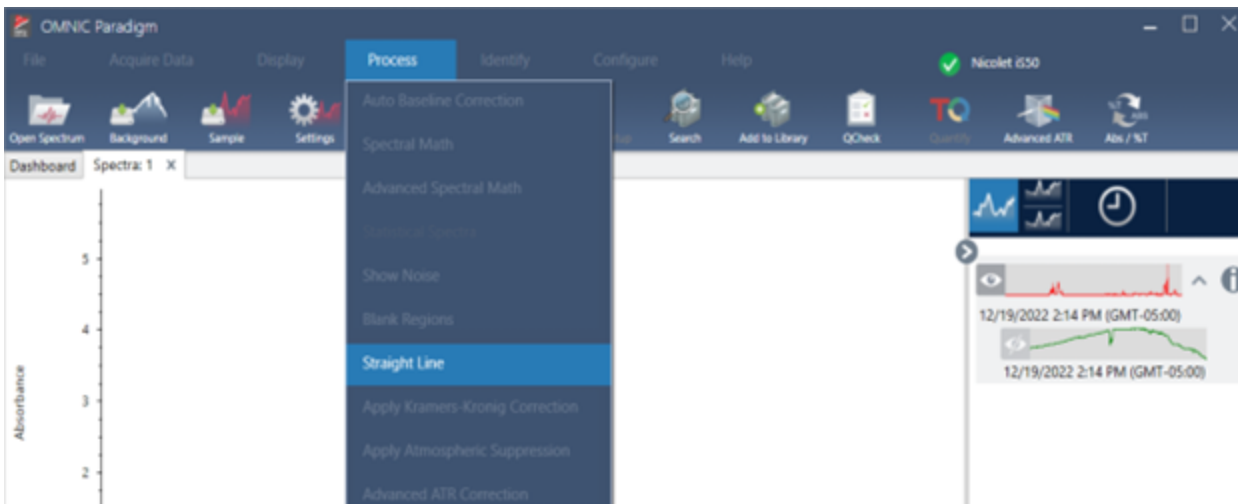 OMNIC Paradigm
File Acquire Data Display Process Identify Configure Help Nicolet iS50
Open Spectrum Background Sample Settings Search Add to Library QCheck TQ Quantify Advanced ATR %T ABS Abs / %T
Dashboard Spectra: 1 X
Auto Baseline Correction
Spectral Math
Advanced Spectral Math
Statistical Spectra
Show Noise
Blank Regions
Straight Line
Apply Kramers-Kronig Correction
Apply Atmospheric Suppression
Advanced ATR Correction
Absorbance
5
4
3
2
12/19/2022 2:14 PM (GMT-05:00)
12/19/2022 2:14 PM (GMT-05:00)